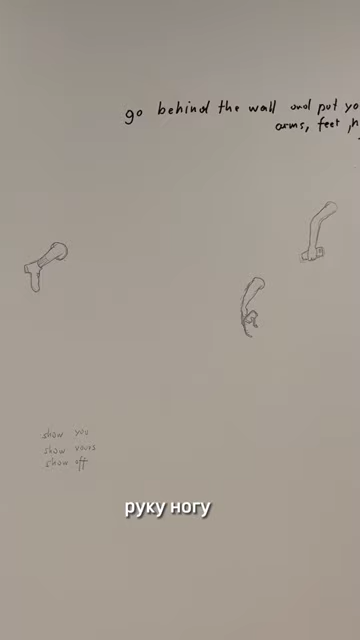 go behind the wall and put yo
arms, feet, h
show you
show yours
show off
руку ногу